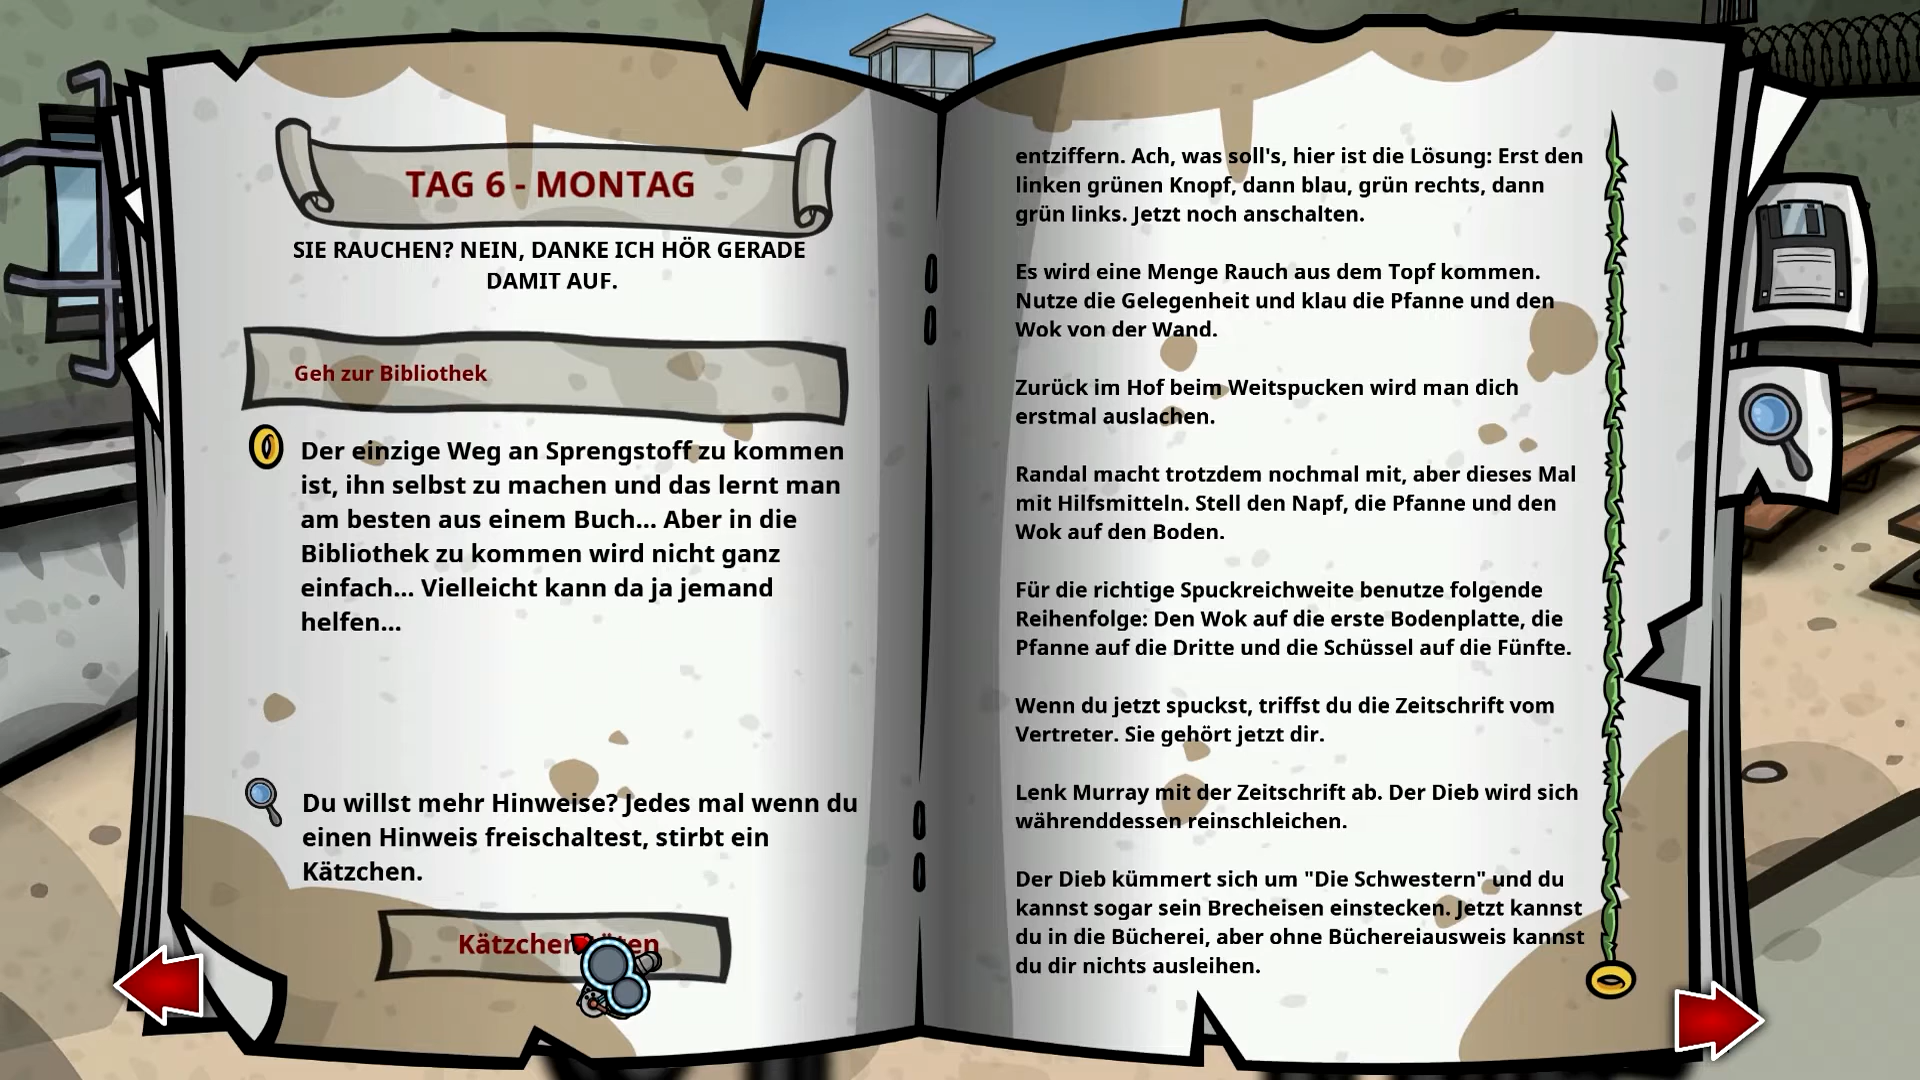 TAG 6 - MONTAG
SIE RAUCHEN? NEIN, DANKE ICH HÖR GERADE
DAMIT AUF.
Geh zur Bibliothek
Der einzige Weg an Sprengstoff zu kommen
ist, ihn selbst zu machen und das lernt man
am besten aus einem Buch... Aber in die
Bibliothek zu kommen wird nicht ganz
einfach... Vielleicht kann da ja jemand
helfen...
Du willst mehr Hinweise? Jedes mal wenn du
einen Hinweis freischaltest, stirbt ein
Kätzchen.
entziffern. Ach, was soll's, hier ist die Lösung: Erst den
linken grünen Knopf, dann blau, grün rechts, dann
grün links. Jetzt noch anschalten.
Es wird eine Menge Rauch aus dem Topf kommen.
Nutze die Gelegenheit und klau die Pfanne und den
Wok von der Wand.
Zurück im Hof beim Weitspucken wird man dich
erstmal auslachen.
Randal macht trotzdem nochmal mit, aber dieses Mal
mit Hilfsmitteln. Stell den Napf, die Pfanne und den
Wok auf den Boden.
Für die richtige Spuckreichweite benutze folgende
Reihenfolge: Den Wok auf die erste Bodenplatte, die
Pfanne auf die Dritte und die Schüssel auf die Fünfte.
Wenn du jetzt spuckst, triffst du die Zeitschrift vom
Vertreter. Sie gehört jetzt dir.
Lenk Murray mit der Zeitschrift ab. Der Dieb wird sich
währenddessen reinschleichen.
Der Dieb kümmert sich um "Die Schwestern" und du
kannst sogar sein Brecheisen einstecken. Jetzt kannst
du in die Bücherei, aber ohne Büchereiausweis kannst
du dir nichts ausleihen.